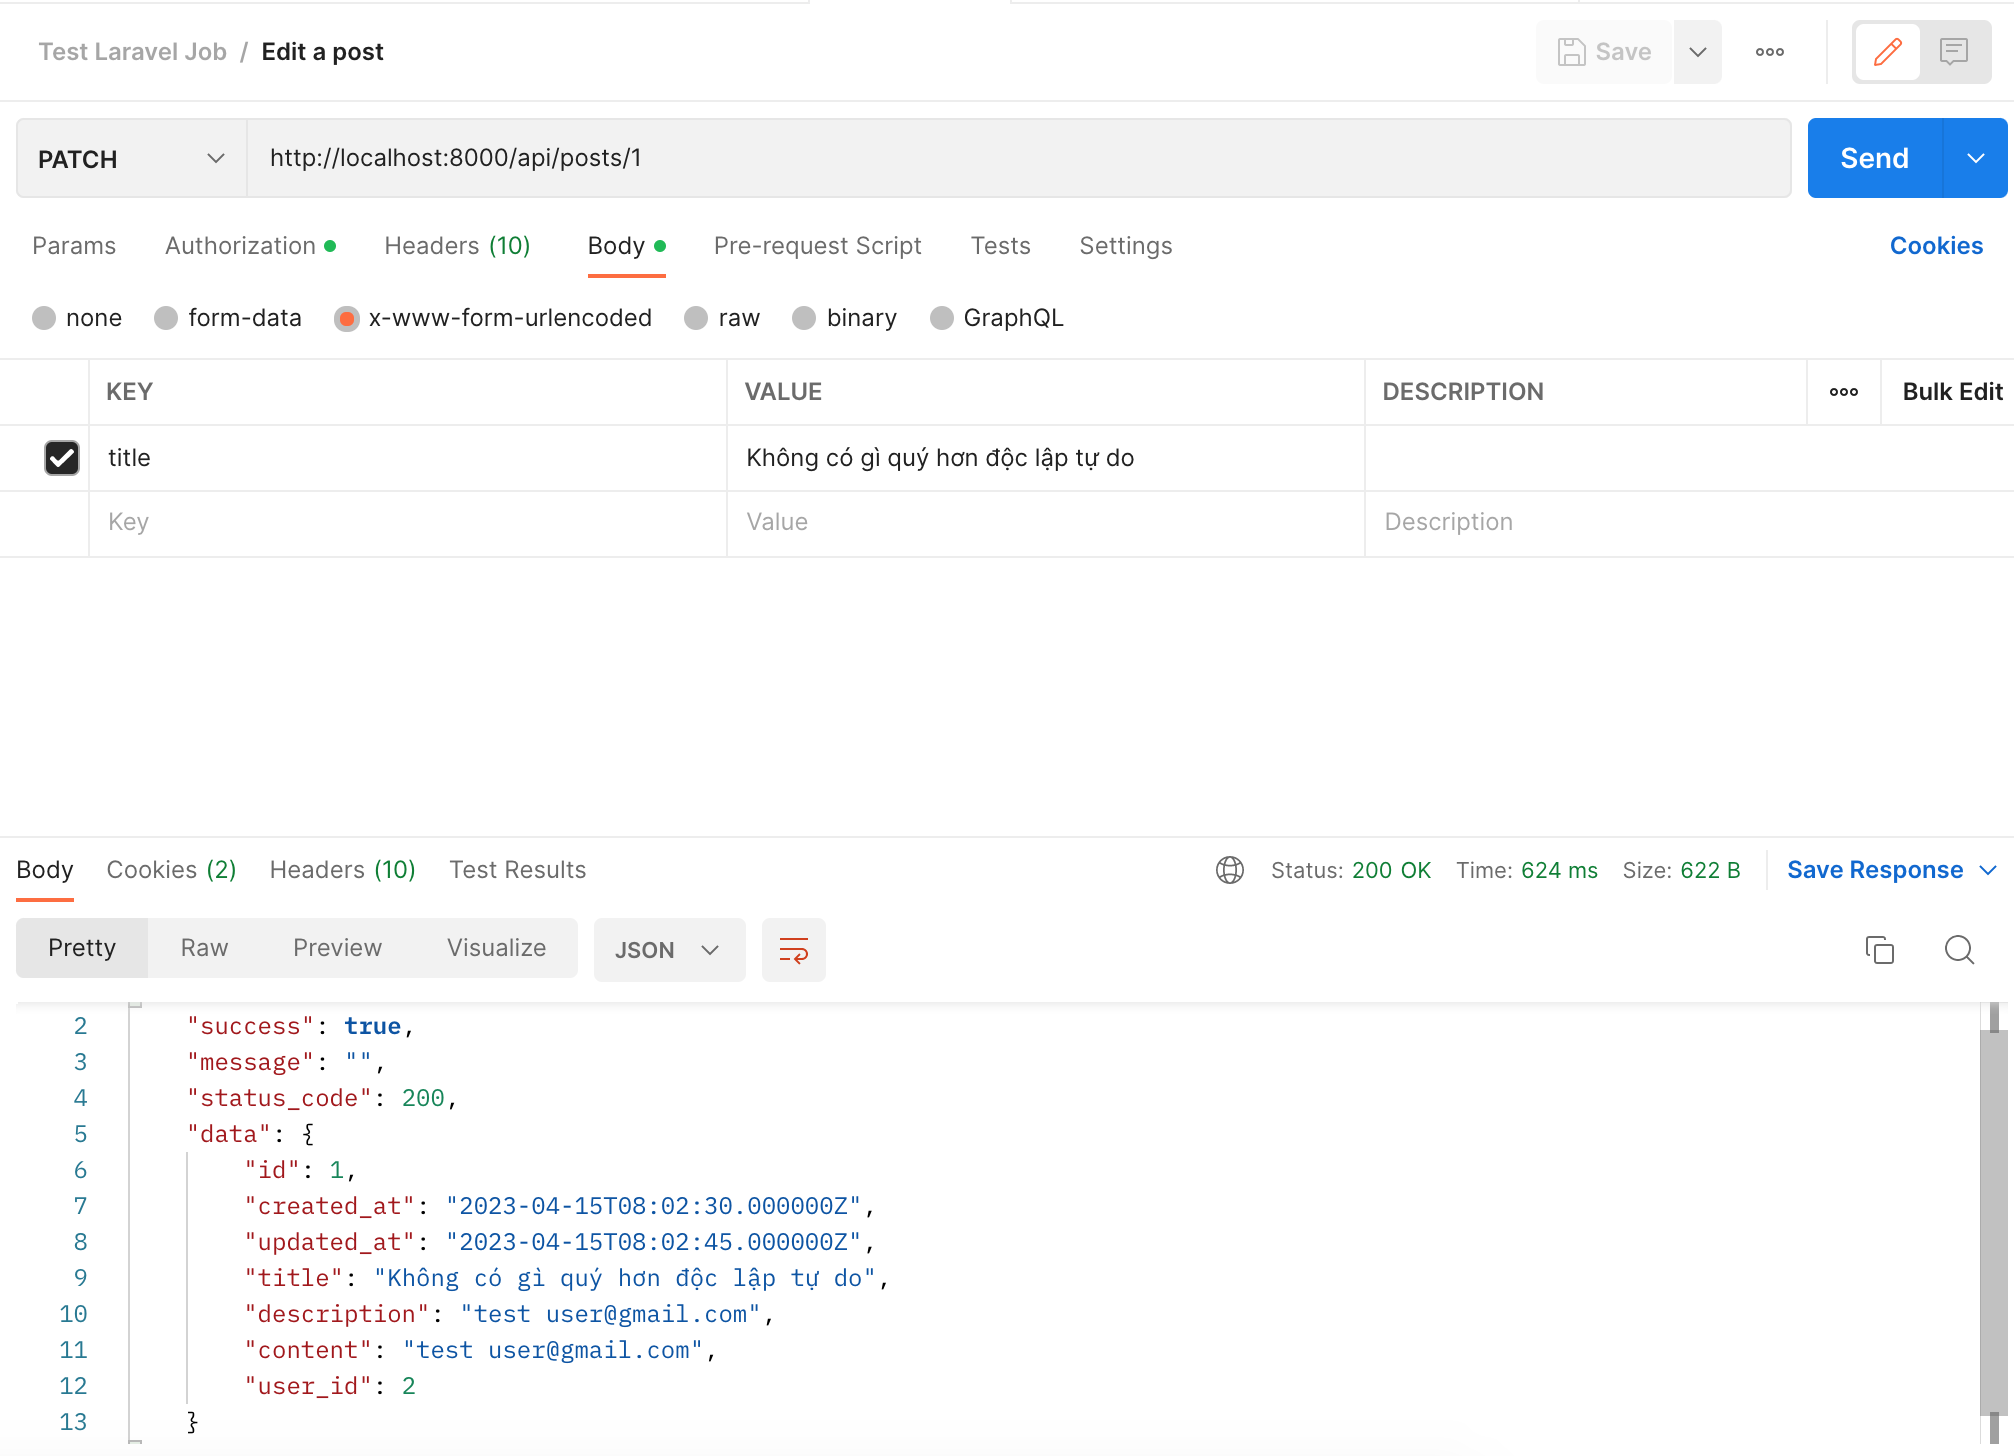 Test Laravel Job / Edit a post
Save
PATCH http://localhost:8000/api/posts/1 Send
Params Authorization Headers (10) Body Pre-request Script Tests Settings Cookies
none form-data x-www-form-urlencoded raw binary GraphQL
KEY VALUE DESCRIPTION Bulk Edit
title Không có gì quý hơn độc lập tự do
Key Value Description
Body Cookies (2) Headers (10) Test Results Status: 200 OK Time: 624 ms Size: 622 B Save Response
Pretty Raw Preview Visualize JSON
2 "success": true,
3 "message": "",
4 "status_code": 200,
5 "data": {
6 "id": 1,
7 "created_at": "2023-04-15T08:02:30.000000Z",
8 "updated_at": "2023-04-15T08:02:45.000000Z",
9 "title": "Không có gì quý hơn độc lập tự do",
10 "description": "test user@gmail.com",
11 "content": "test user@gmail.com",
12 "user_id": 2
13 }